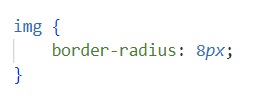 img {
    border-radius: 8px;
}